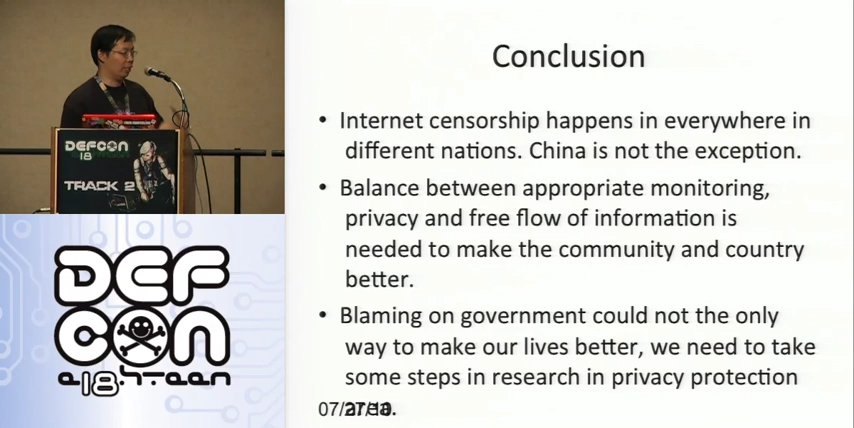 DEFCON
18
TRACK 2
DEF
CON
e18hteen
Conclusion
• Internet censorship happens in everywhere in
different nations. China is not the exception.
• Balance between appropriate monitoring,
privacy and free flow of information is
needed to make the community and country
better.
• Blaming on government could not the only
way to make our lives better, we need to take
some steps in research in privacy protection
area.